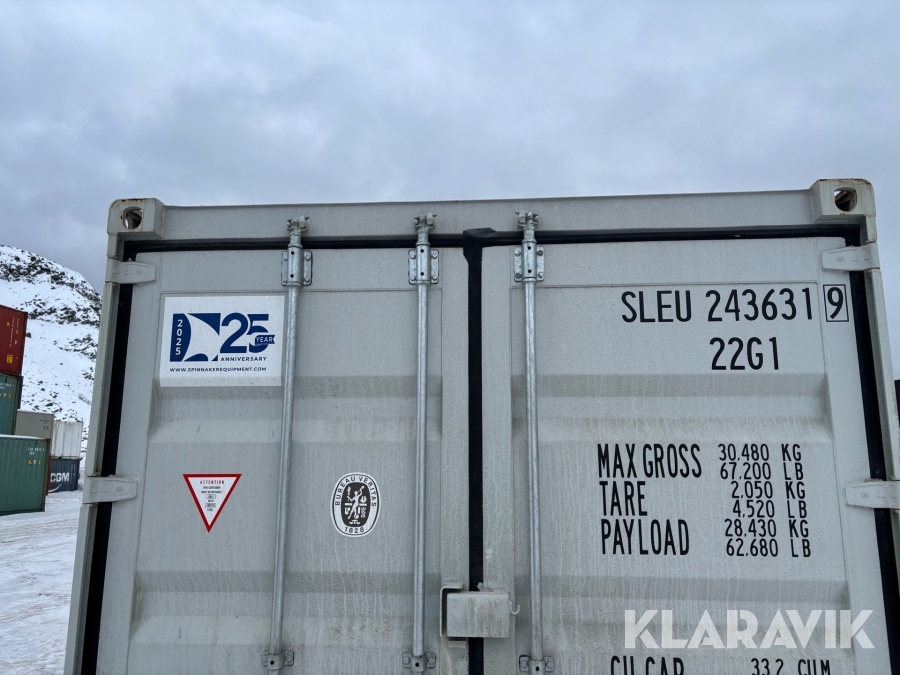 2025
25
YEAR
ANNIVERSARY
WWW.SPINNAKEREQUIPMENT.COM
SLEU 243631 9
22G1
MAX GROSS 30,480 KG
67,200 LB
TARE 2,050 KG
4,520 LB
PAYLOAD 28,430 KG
62,680 LB
CU.CAP. 33.2 CU.M
ATTENTION
BUREAU VERITAS
1828
CGM
KLARAVIK